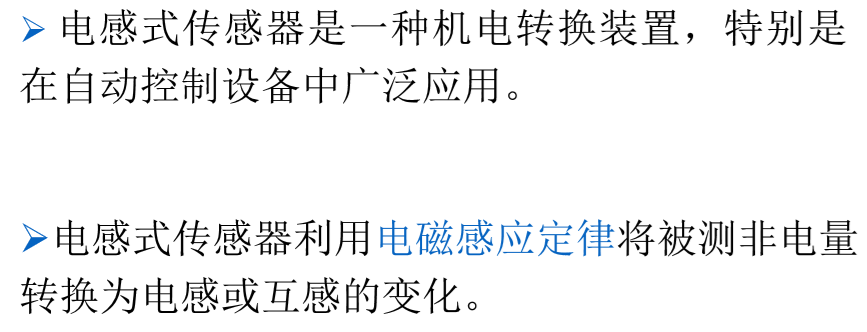 ➢ 电感式传感器是一种机电转换装置，特别是
在自动控制设备中广泛应用。
➢电感式传感器利用电磁感应定律将被测非电量
转换为电感或互感的变化。